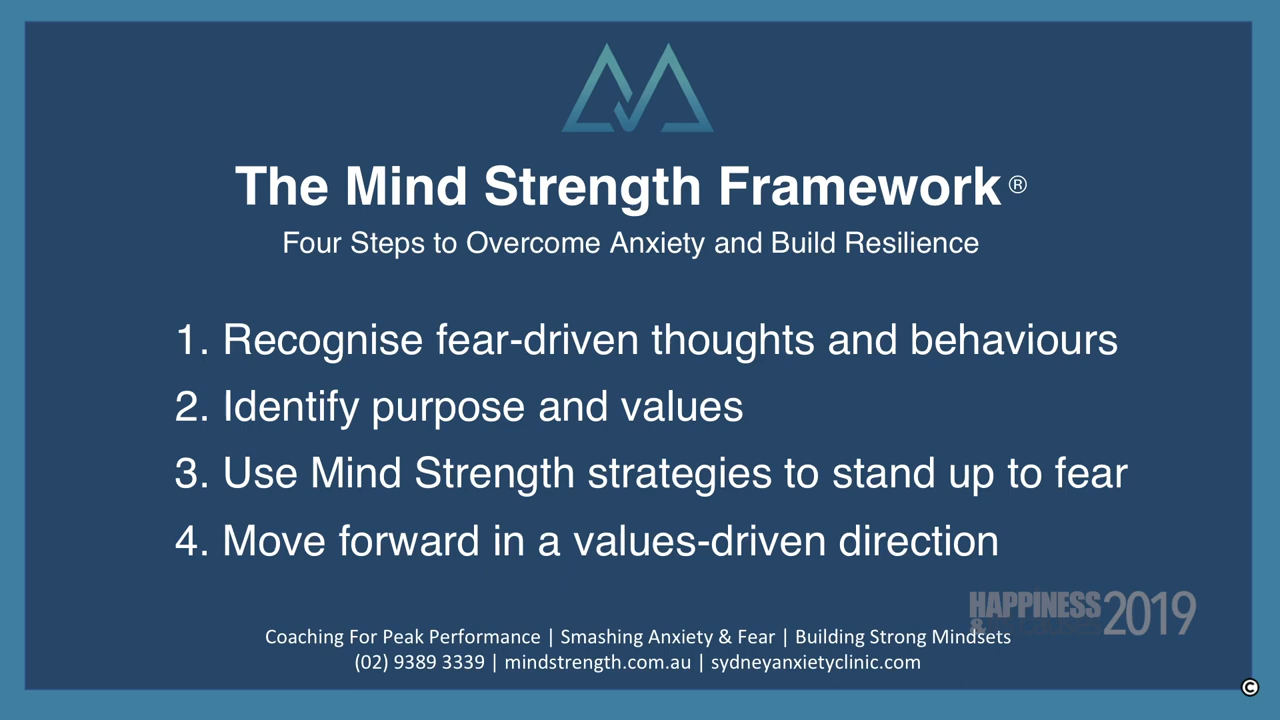 The Mind Strength Framework ®
Four Steps to Overcome Anxiety and Build Resilience
1. Recognise fear-driven thoughts and behaviours
2. Identify purpose and values
3. Use Mind Strength strategies to stand up to fear
4. Move forward in a values-driven direction
HAPPINESS
& 2019
Coaching For Peak Performance | Smashing Anxiety & Fear | Building Strong Mindsets
(02) 9389 3339 | mindstrength.com.au | sydneyanxietyclinic.com
©